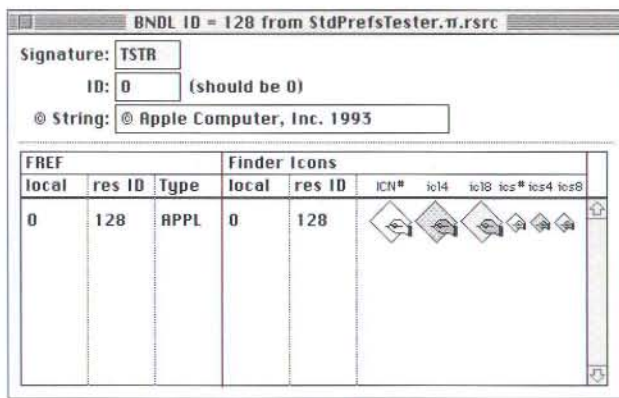 BNDL ID = 128 from StdPrefsTester.π.rsrc
Signature: TSTR
ID: 0 (should be 0)
© String: © Apple Computer, Inc. 1993
FREF Finder Icons
local res ID Type local res ID ICN# icl4 icl8 ics# ics4 ics8
0 128 APPL 0 128